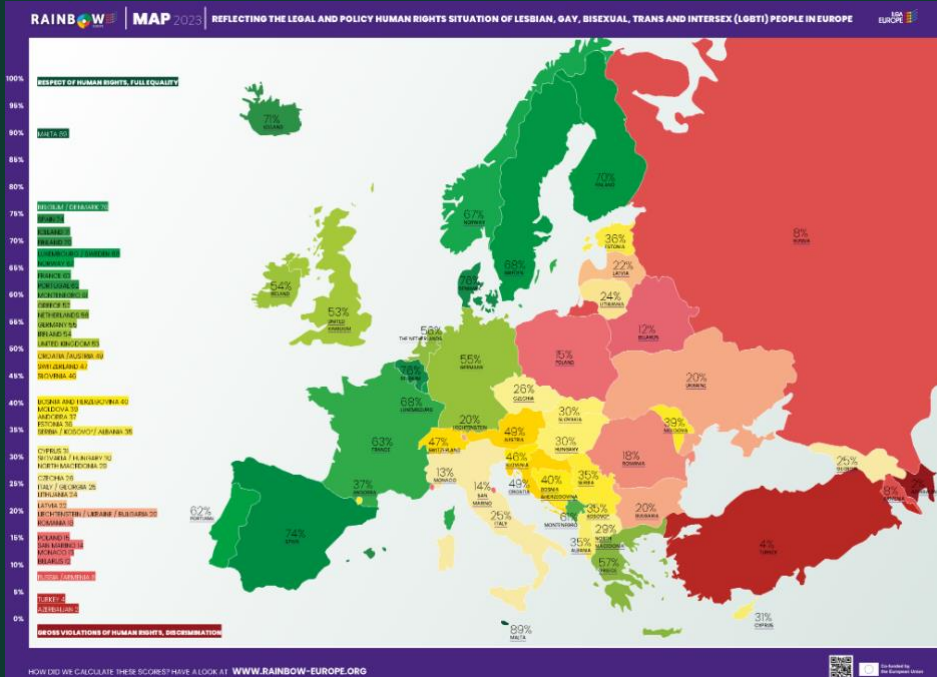 RAINBOW MAP 2023 REFLECTING THE LEGAL AND POLICY HUMAN RIGHTS SITUATION OF LESBIAN, GAY, BISEXUAL, TRANS AND INTERSEX (LGBTI) PEOPLE IN EUROPE
ILGA
EUROPE
100%
95%
90%
85%
80%
75%
70%
65%
60%
55%
50%
45%
40%
35%
30%
25%
20%
15%
10%
5%
0%
RESPECT OF HUMAN RIGHTS, FULL EQUALITY
MALTA 89
BELGIUM / DENMARK 76
SPAIN 74
ICELAND 71
FINLAND 70
LUXEMBOURG / SWEDEN 68
NORWAY 67
FRANCE 63
PORTUGAL 62
MONTENEGRO 61
GREECE 57
NETHERLANDS 56
GERMANY 55
IRELAND 54
UNITED KINGDOM 53
CROATIA /AUSTRIA 49
SWITZERLAND 47
SLOVENIA 46
BOSNIA AND HERZEGOVINA 40
MOLDOVA 39
ANDORRA 37
ESTONIA 36
SERBIA / KOSOVO* / ALBANIA 35
CYPRUS 31
SLOVAKIA / HUNGARY 30
NORTH MACEDONIA 29
CZECHIA 26
ITALY / GEORGIA 25
LITHUANIA 24
LATVIA 22
LIECHTENSTEIN / UKRAINE / BULGARIA 20
ROMANIA 18
POLAND 15
SAN MARINO 14
MONACO 13
BELARUS 12
RUSSIA /ARMENIA 8
TURKEY 4
AZERBAIJAN 2
GROSS VIOLATIONS OF HUMAN RIGHTS, DISCRIMINATION
71%
ICELAND
70%
FINLAND
67%
NORWAY
68%
SWEDEN
8%
RUSSIA
36%
ESTONIA
22%
LATVIA
24%
LITHUANIA
76%
DENMARK
54%
IRELAND
53%
UNITED
KINGDOM
56%
THE NETHERLANDS
12%
BELARUS
15%
POLAND
55%
GERMANY
76%
BELGIUM
68%
LUXEMBOURG
20%
UKRAINE
26%
CZECHIA
30%
SLOVAKIA
39%
MOLDOVA
20%
LIECHTENSTEIN
49%
AUSTRIA
30%
HUNGARY
63%
FRANCE
47%
SWITZERLAND
46%
SLOVENIA
18%
ROMANIA
25%
GEORGIA
13%
MONACO
14%
SAN
MARINO
49%
CROATIA
40%
BOSNIA
&HERZEGOVINA
35%
SERBIA
37%
ANDORRA
2%
8%
ARMENIA
62%
PORTUGAL
74%
SPAIN
25%
ITALY
61%
MONTENEGRO
35%
KOSOVO*
20%
BULGARIA
29%
NORTH
MACEDONIA
35%
ALBANIA
4%
TURKEY
57%
GREECE
31%
CYPRUS
89%
MALTA
HOW DID WE CALCULATE THESE SCORES? HAVE A LOOK AT WWW.RAINBOW-EUROPE.ORG
Co-funded by
the European Union